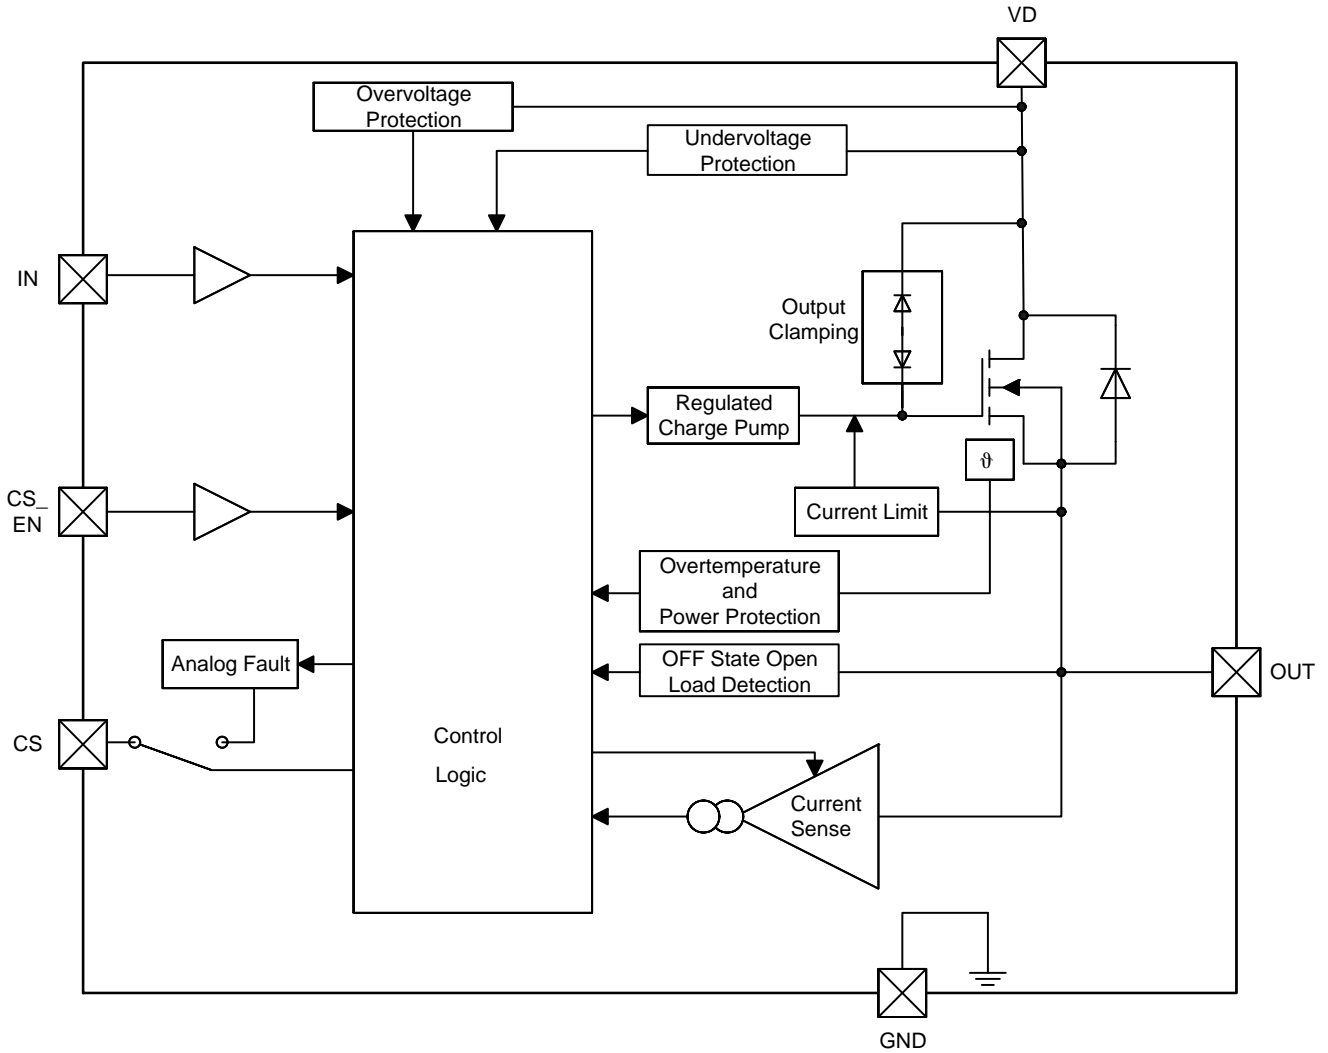 VD
Overvoltage
Protection
Undervoltage
Protection
IN
Output
Clamping
Regulated
Charge Pump
ϑ
CS_
EN
Current Limit
Overtemperature
and
Power Protection
Analog Fault
OFF State Open
Load Detection
OUT
CS
Control
Logic
Current
Sense
GND